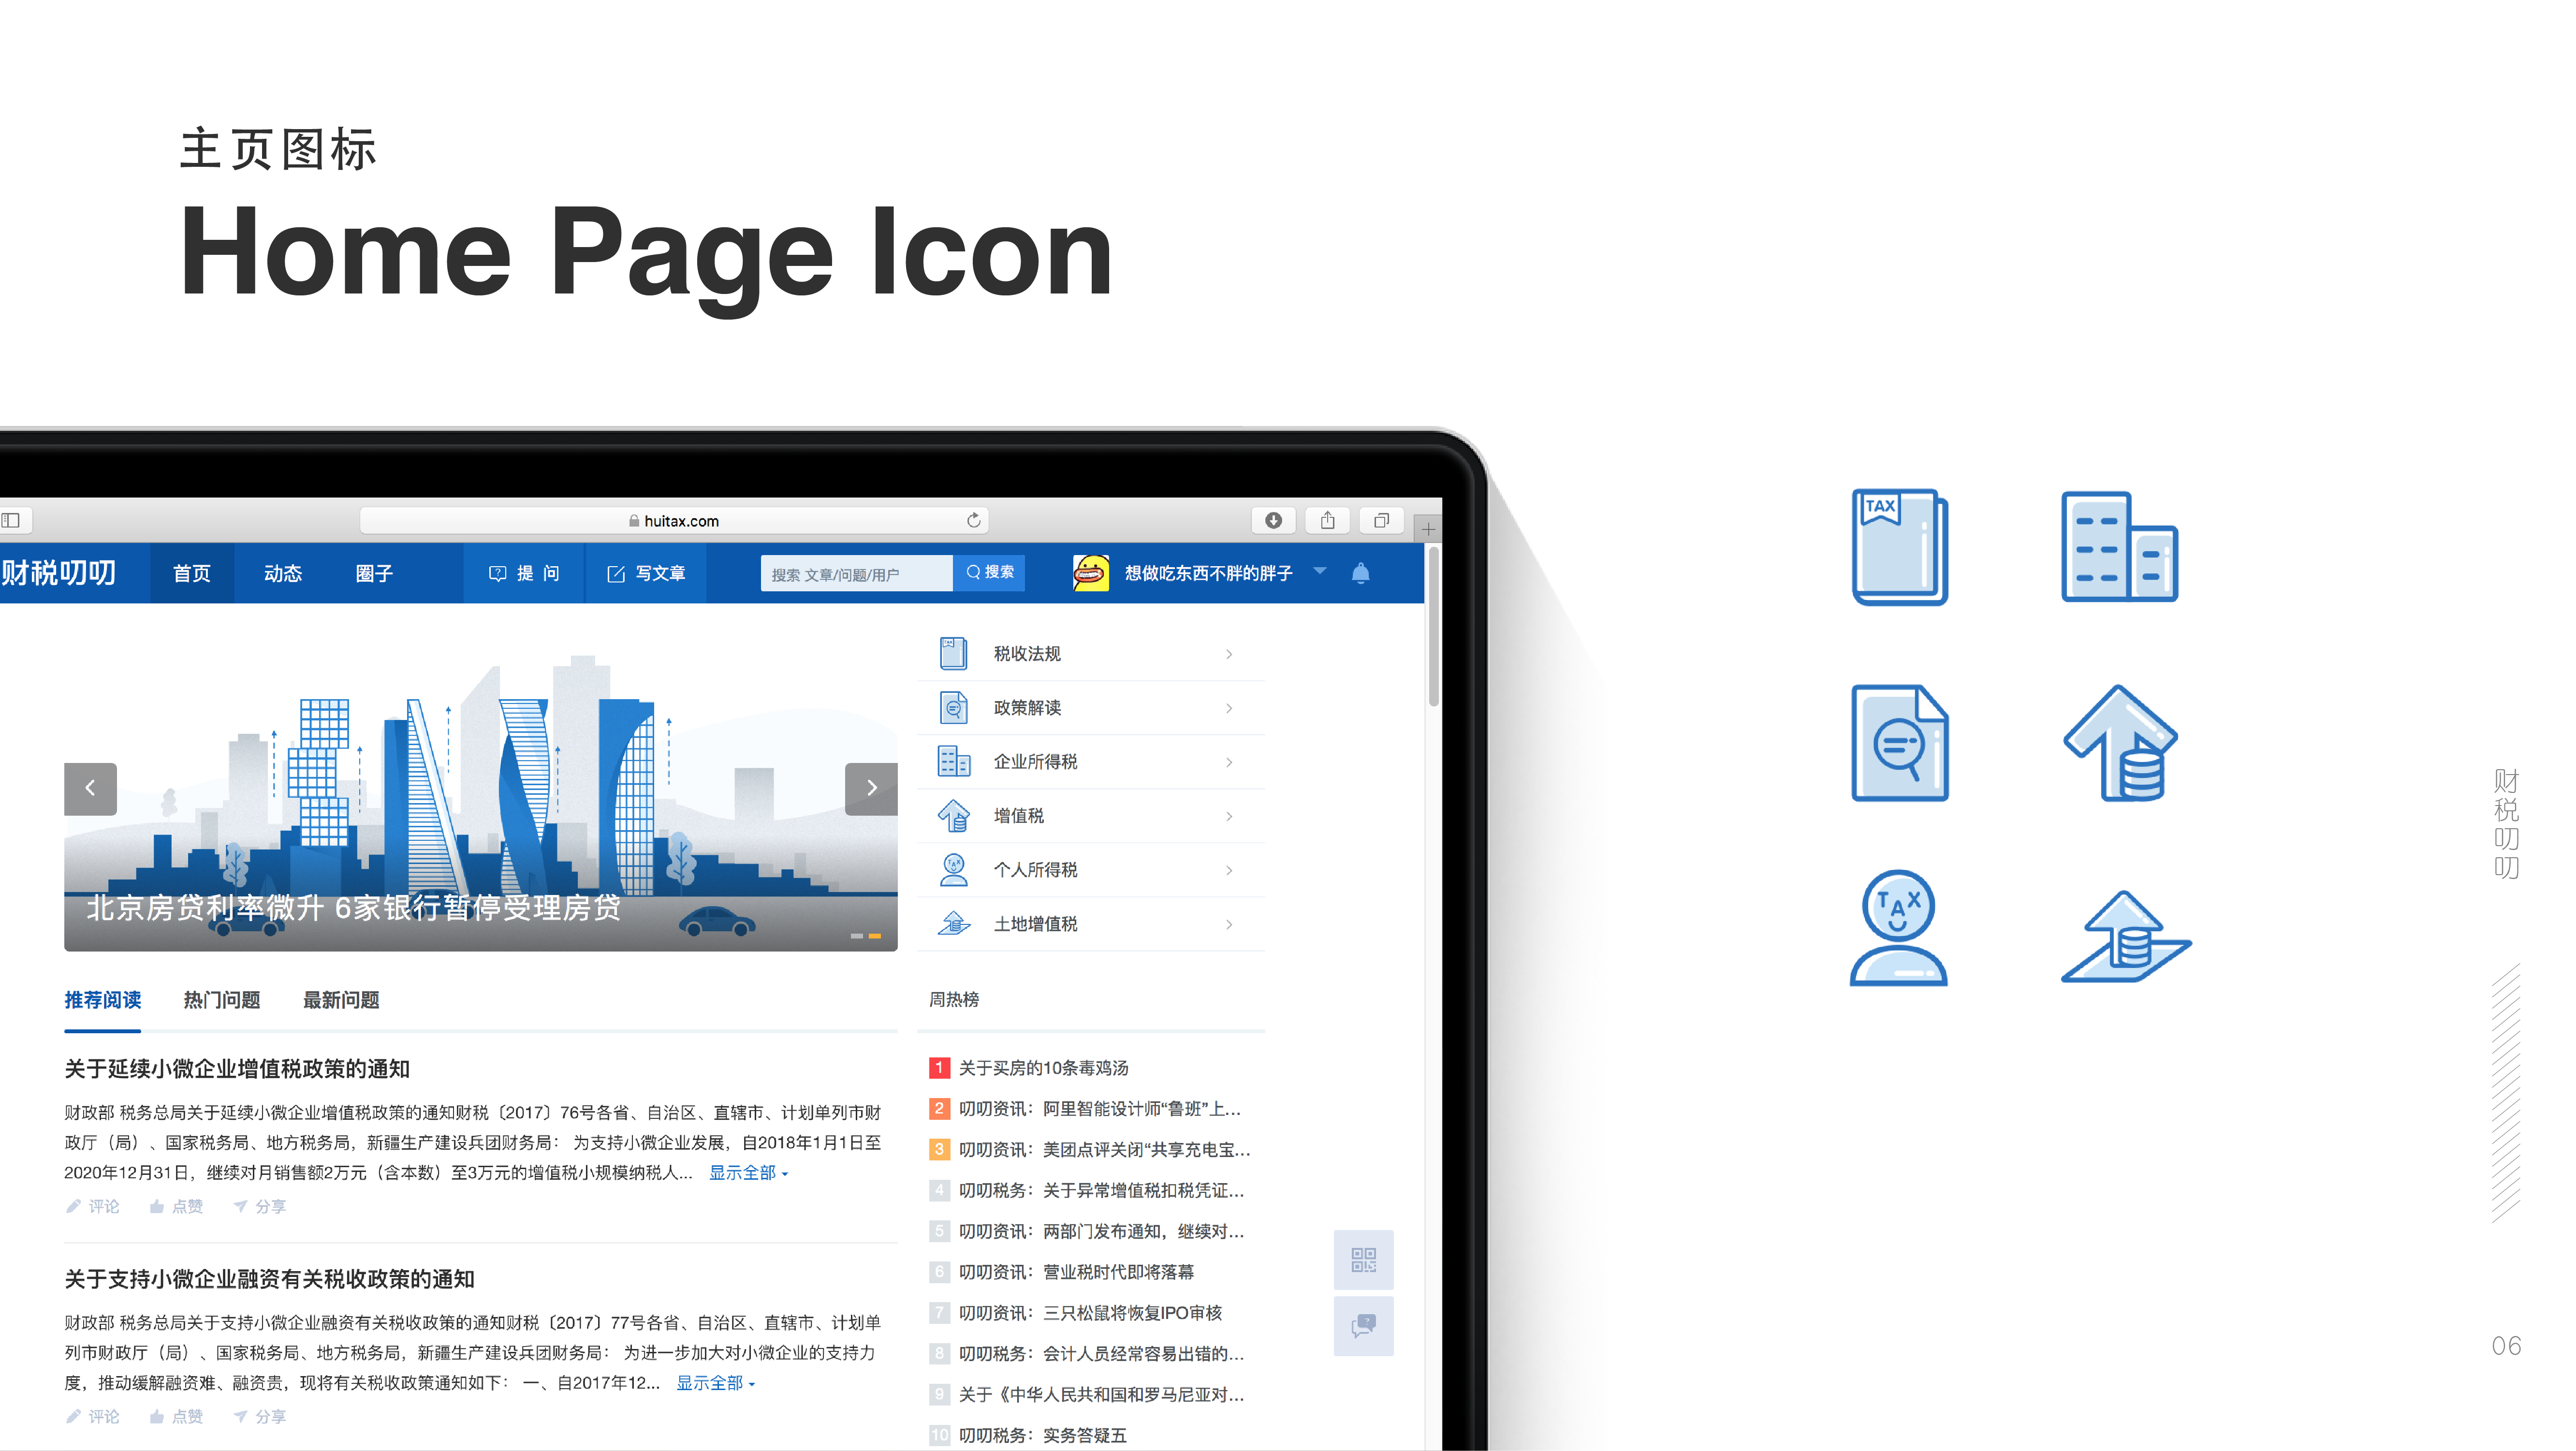 主页图标
Home Page Icon
huitax.com
财税叨叨
首页
动态
圈子
提 问
写文章
搜索 文章/问题/用户
搜索
想做吃东西不胖的胖子
税收法规
政策解读
企业所得税
增值税
个人所得税
土地增值税
北京房贷利率微升 6家银行暂停受理房贷
推荐阅读
热门问题
最新问题
关于延续小微企业增值税政策的通知
财政部 税务总局关于延续小微企业增值税政策的通知财税〔2017〕76号各省、自治区、直辖市、计划单列市财
政厅（局）、国家税务局、地方税务局，新疆生产建设兵团财务局： 为支持小微企业发展，自2018年1月1日至
2020年12月31日，继续对月销售额2万元（含本数）至3万元的增值税小规模纳税人... 显示全部
评论
点赞
分享
关于支持小微企业融资有关税收政策的通知
财政部 税务总局关于支持小微企业融资有关税收政策的通知财税〔2017〕77号各省、自治区、直辖市、计划单
列市财政厅（局）、国家税务局、地方税务局，新疆生产建设兵团财务局： 为进一步加大对小微企业的支持力
度，推动缓解融资难、融资贵，现将有关税收政策通知如下： 一、自2017年12... 显示全部
评论
点赞
分享
周热榜
1 关于买房的10条毒鸡汤
2 叨叨资讯：阿里智能设计师“鲁班”上...
3 叨叨资讯：美团点评关闭“共享充电宝...
4 叨叨税务：关于异常增值税扣税凭证...
5 叨叨资讯：两部门发布通知，继续对...
6 叨叨资讯：营业税时代即将落幕
7 叨叨资讯：三只松鼠将恢复IPO审核
8 叨叨税务：会计人员经常容易出错的...
9 关于《中华人民共和国和罗马尼亚对...
10 叨叨税务：实务答疑五
TAX
TAX
财税叨叨
06